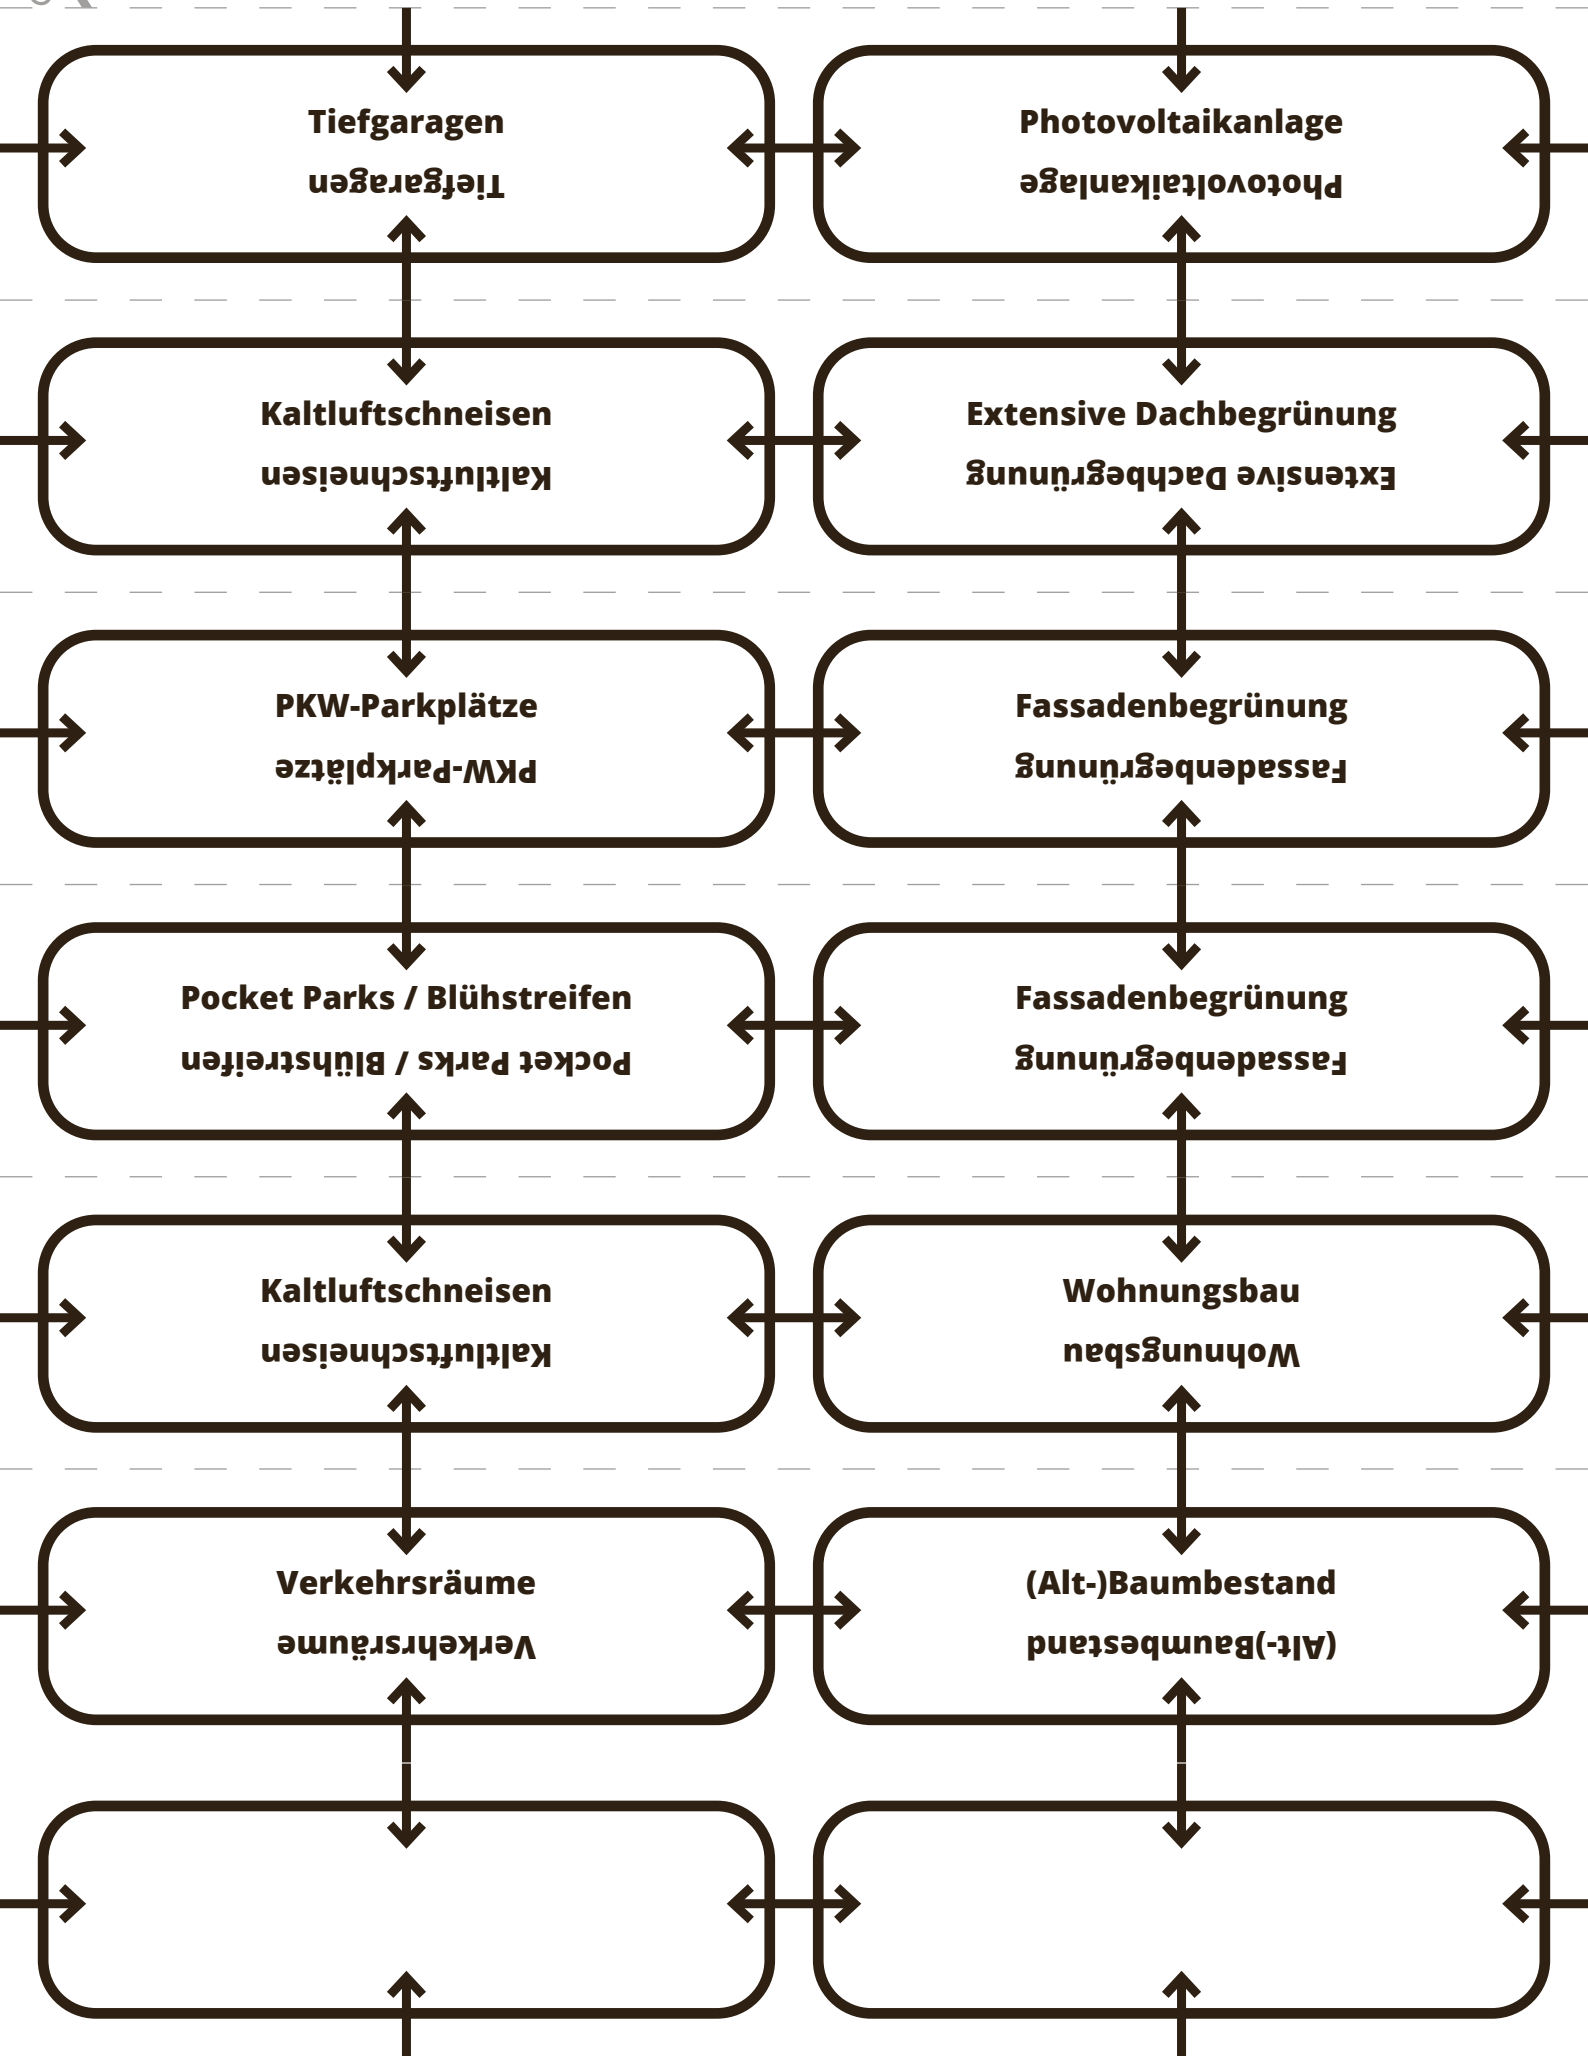 Tiefgaragen
Tiefgaragen
Photovoltaikanlage
Photovoltaikanlage
Kaltluftschneisen
Kaltluftschneisen
Extensive Dachbegrünung
Extensive Dachbegrünung
PKW-Parkplätze
PKW-Parkplätze
Fassadenbegrünung
Fassadenbegrünung
Pocket Parks / Blühstreifen
Pocket Parks / Blühstreifen
Fassadenbegrünung
Fassadenbegrünung
Kaltluftschneisen
Kaltluftschneisen
Wohnungsbau
Wohnungsbau
Verkehrsräume
Verkehrsräume
(Alt-)Baumbestand
(Alt-)Baumbestand